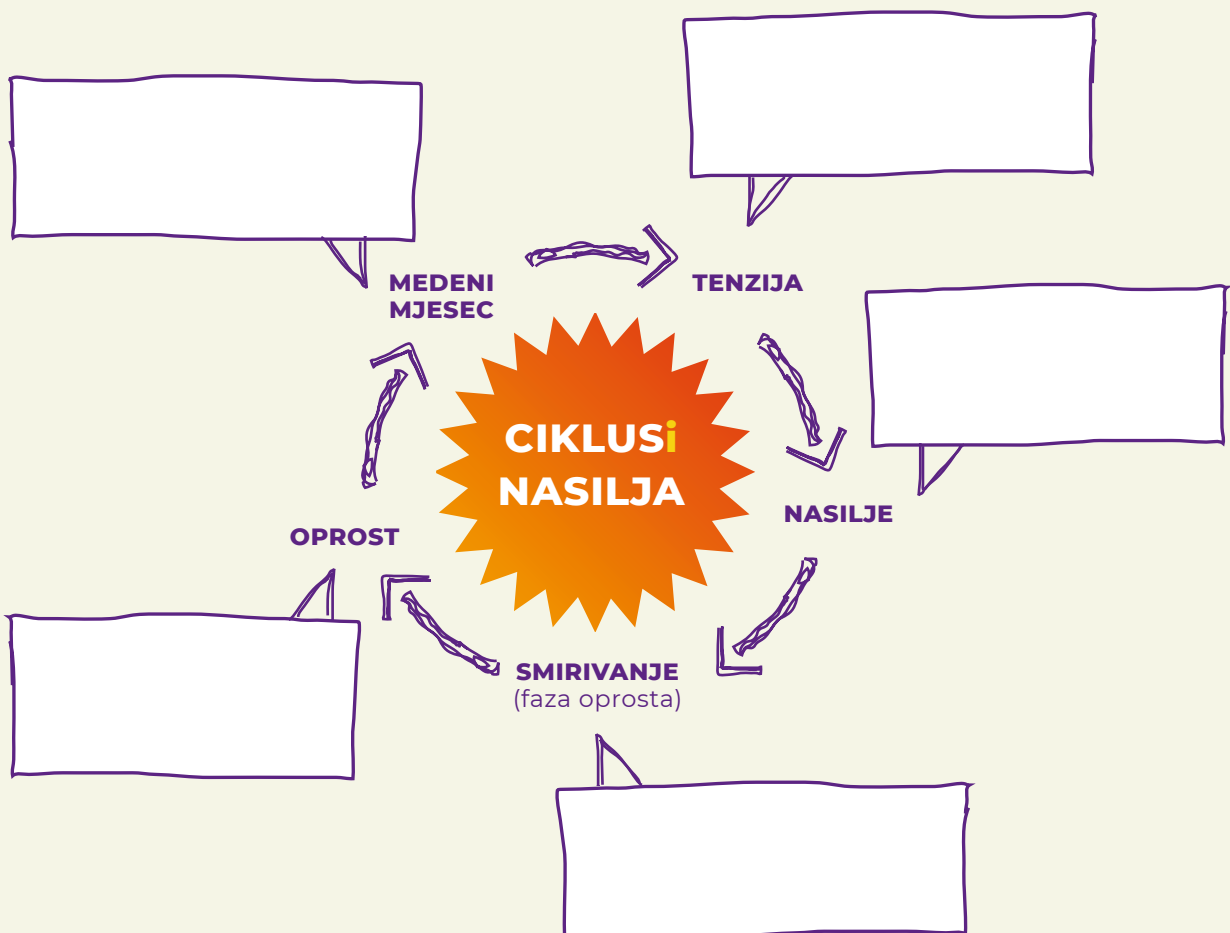 MEDENI
MJESEC
TENZIJA
CIKLUSi
NASILJA
NASILJE
OPROST
SMIRIVANJE
(faza oprosta)